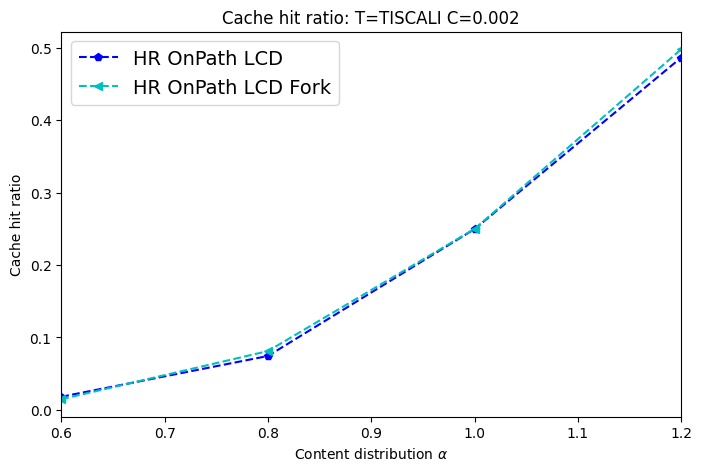 Cache hit ratio: T=TISCALI C=0.002
HR OnPath LCD
HR OnPath LCD Fork
Cache hit ratio
0.5
0.4
0.3
0.2
0.1
0.0
0.6 0.7 0.8 0.9 1.0 1.1 1.2
Content distribution α